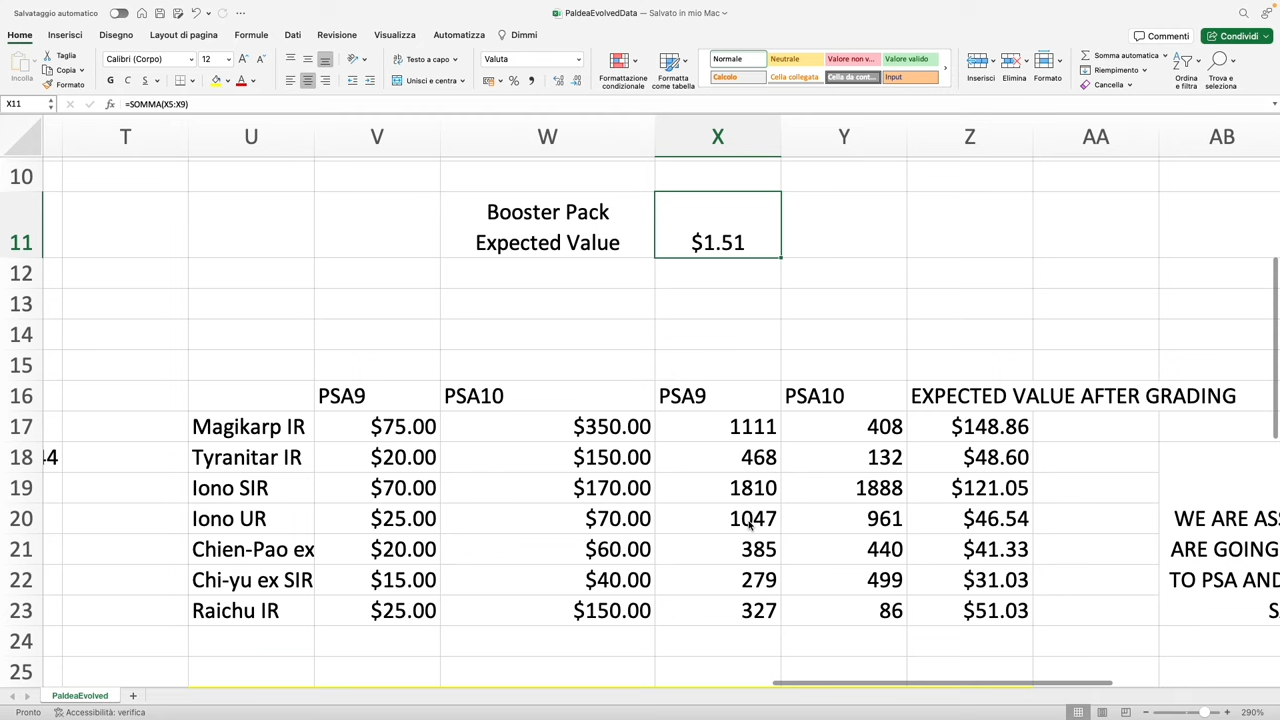 Salvataggio automatico
PaldeaEvolvedData — Salvato in mio Mac
Home Inserisci Disegno Layout di pagina Formule Dati Revisione Visualizza Automatizza Dimmi
Commenti Condividi
Incolla
Taglia
Copia
Formato
Calibri (Corpo) 12
G C S
Testo a capo
Unisci e centra
Valuta
Formattazione condizionale
Formatta come tabella
Normale Neutrale Valore non v... Valore valido
Calcolo Cella collegata Cella da cont... Input
Inserisci Elimina Formato
Somma automatica
Riempimento
Cancella
Ordina e filtra
Trova e seleziona
X11 fx =SOMMA(X5:X9)
T U V W X Y Z AA AB
10
11 Booster Pack Expected Value $1.51
12
13
14
15
16 PSA9 PSA10 PSA9 PSA10 EXPECTED VALUE AFTER GRADING
17 Magikarp IR $75.00 $350.00 1111 408 $148.86
18 Tyranitar IR $20.00 $150.00 468 132 $48.60
19 Iono SIR $70.00 $170.00 1810 1888 $121.05
20 Iono UR $25.00 $70.00 1047 961 $46.54 WE ARE ASS
21 Chien-Pao ex $20.00 $60.00 385 440 $41.33 ARE GOING
22 Chi-yu ex SIR $15.00 $40.00 279 499 $31.03 TO PSA AND
23 Raichu IR $25.00 $150.00 327 86 $51.03
24
25
PaldeaEvolved
Pronto Accessibilità: verifica 290%